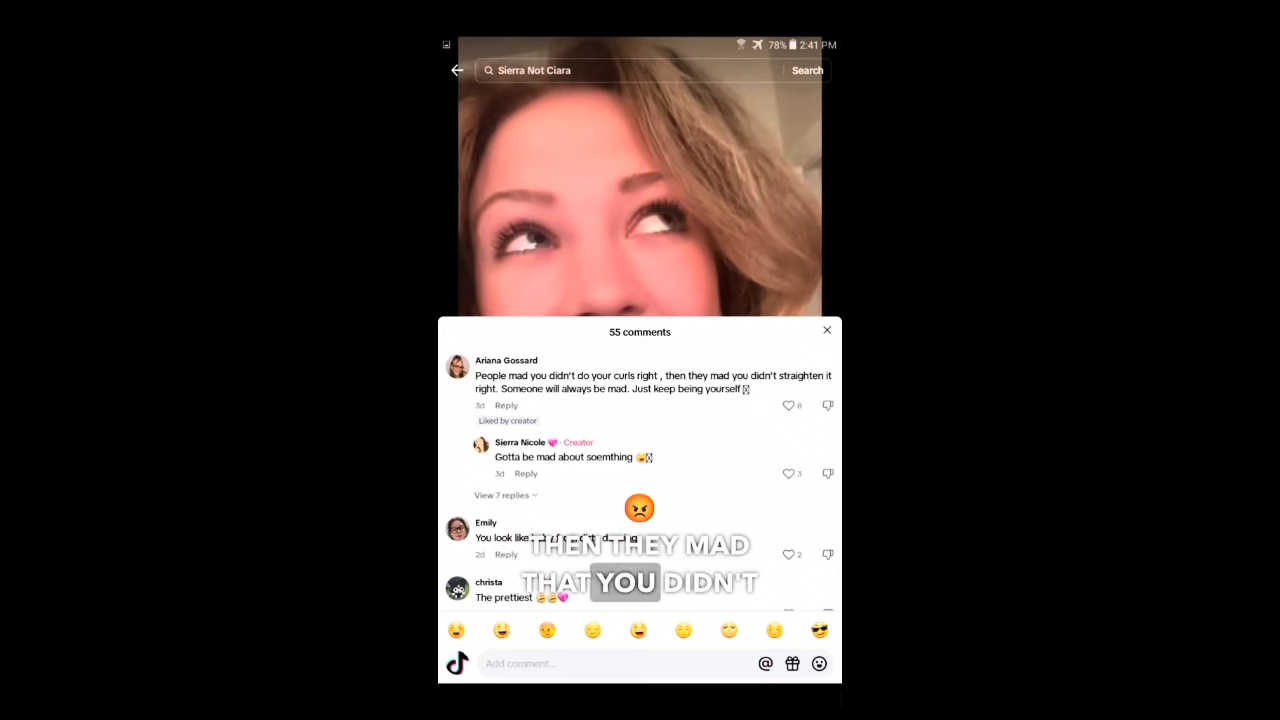 78% 2:41 PM
Sierra Not Ciara
Search
55 comments
Ariana Gossard
People mad you didn't do your curls right , then they mad you didn't straighten it
right. Someone will always be mad. Just keep being yourself
3d Reply
8
Liked by creator
Sierra Nicole · Creator
Gotta be mad about soemthing
3d Reply
3
View 7 replies
Emily
You look like
2d Reply
2
THEN THEY MAD
THAT YOU DIDN'T
christa
The prettiest
Add comment...